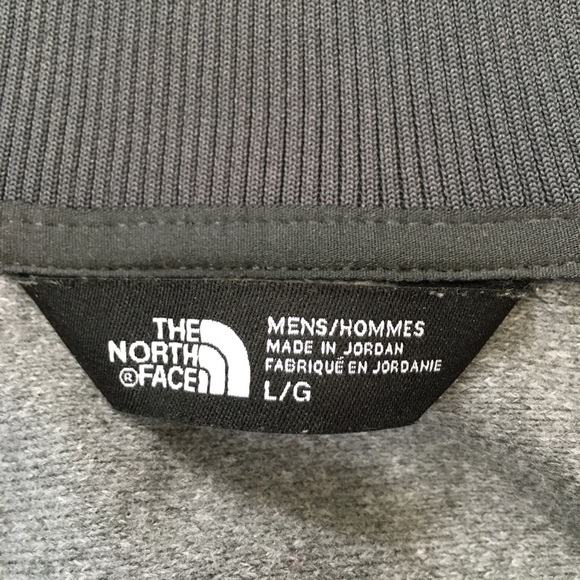 THE
NORTH
®FACE
MENS/HOMMES
MADE IN JORDAN
FABRIQUÉ EN JORDANIE
L/G